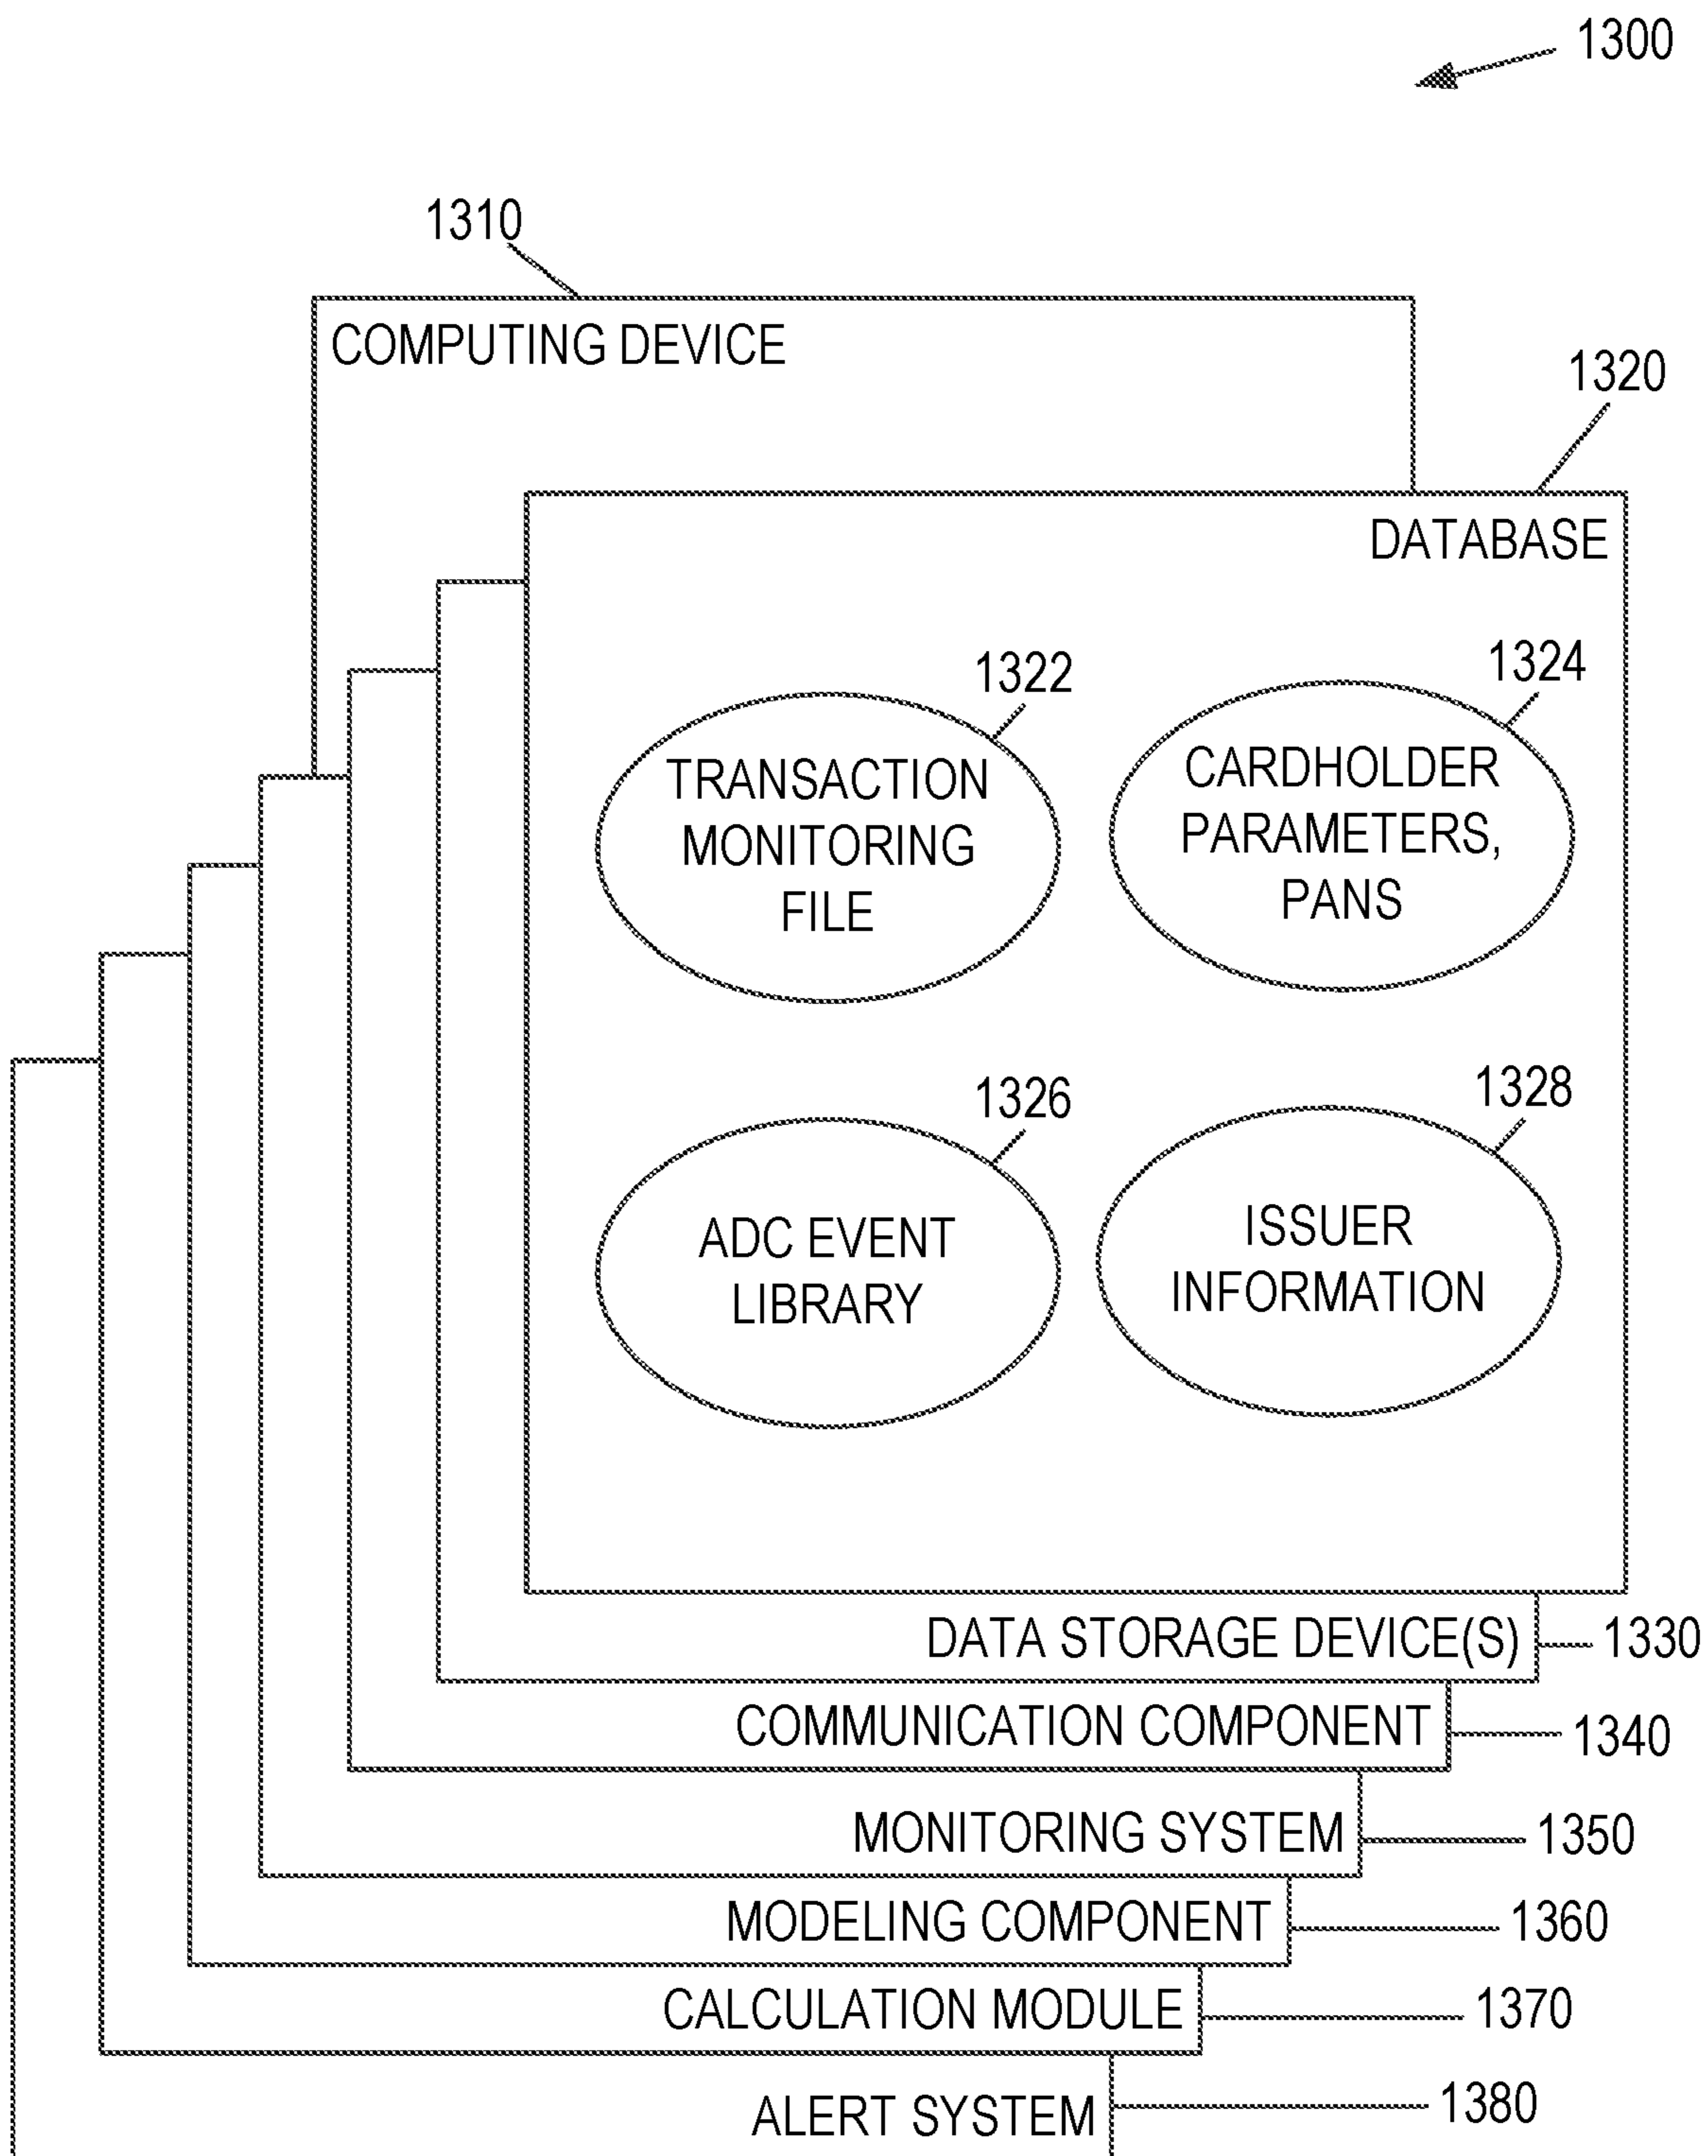 1300
1310
COMPUTING DEVICE
1320
DATABASE
1322
TRANSACTION
MONITORING
FILE
1324
CARDHOLDER
PARAMETERS,
PANS
1326
ADC EVENT
LIBRARY
1328
ISSUER
INFORMATION
DATA STORAGE DEVICE(S) 1330
COMMUNICATION COMPONENT 1340
MONITORING SYSTEM 1350
MODELING COMPONENT 1360
CALCULATION MODULE 1370
ALERT SYSTEM 1380